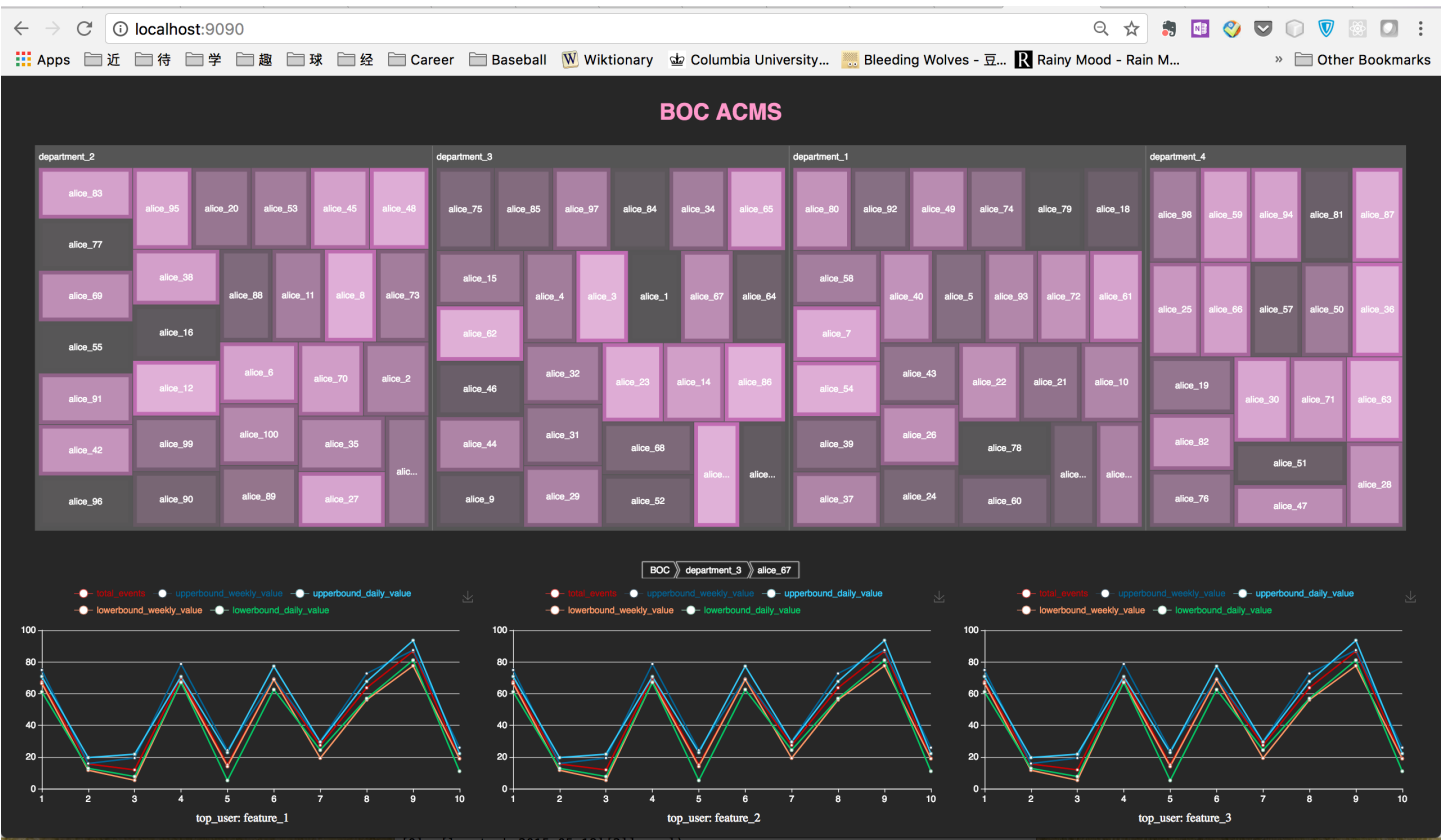 localhost:9090
Apps 近 待 学 趣 球 经 Career Baseball Wiktionary Columbia University... Bleeding Wolves - 豆... Rainy Mood - Rain M... » Other Bookmarks
BOC ACMS
department_2 department_3 department_1 department_4
alice_83 alice_95 alice_20 alice_53 alice_45 alice_48 alice_75 alice_85 alice_97 alice_84 alice_34 alice_65 alice_80 alice_92 alice_49 alice_74 alice_79 alice_18 alice_98 alice_59 alice_94 alice_81 alice_87
alice_77
alice_69 alice_38 alice_88 alice_11 alice_8 alice_73 alice_15 alice_4 alice_3 alice_1 alice_67 alice_64 alice_58 alice_40 alice_5 alice_93 alice_72 alice_61 alice_25 alice_66 alice_57 alice_50 alice_36
alice_55 alice_16 alice_62 alice_7
alice_91 alice_12 alice_6 alice_70 alice_2 alice_46 alice_32 alice_23 alice_14 alice_86 alice_54 alice_43 alice_22 alice_21 alice_10 alice_19 alice_30 alice_71 alice_63
alice_42 alice_99 alice_100 alice_35 alic... alice_44 alice_31 alice_68 alice... alice... alice_39 alice_26 alice_78 alice... alice... alice_82 alice_51 alice_28
alice_96 alice_90 alice_89 alice_27 alice_9 alice_29 alice_52 alice_37 alice_24 alice_60 alice_76 alice_47
BOC department_3 alice_67
total_events upperbound_weekly_value upperbound_daily_value total_events upperbound_weekly_value upperbound_daily_value total_events upperbound_weekly_value upperbound_daily_value
lowerbound_weekly_value lowerbound_daily_value lowerbound_weekly_value lowerbound_daily_value lowerbound_weekly_value lowerbound_daily_value
100 100 100
80 80 80
60 60 60
40 40 40
20 20 20
0 0 0
1 2 3 4 5 6 7 8 9 10 1 2 3 4 5 6 7 8 9 10 1 2 3 4 5 6 7 8 9 10
top_user: feature_1 top_user: feature_2 top_user: feature_3